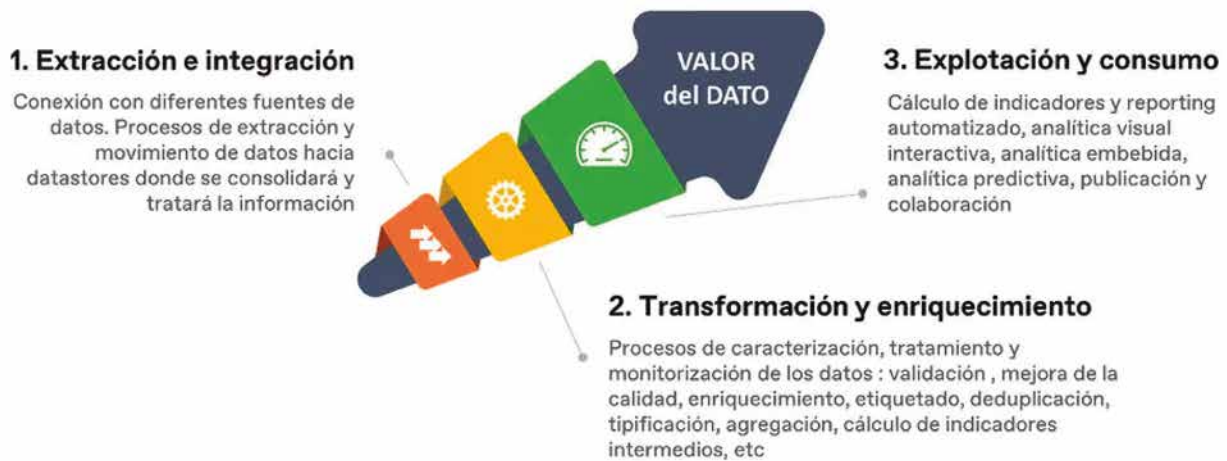 1. Extracción e integración
Conexión con diferentes fuentes de
datos. Procesos de extracción y
movimiento de datos hacia
datastores donde se consolidará y
tratará la información
VALOR
del DATO
3. Explotación y consumo
Cálculo de indicadores y reporting
automatizado, analítica visual
interactiva, analítica embebida,
analítica predictiva, publicación y
colaboración
2. Transformación y enriquecimiento
Procesos de caracterización, tratamiento y
monitorización de los datos : validación , mejora de la
calidad, enriquecimiento, etiquetado, deduplicación,
tipificación, agregación, cálculo de indicadores
intermedios, etc